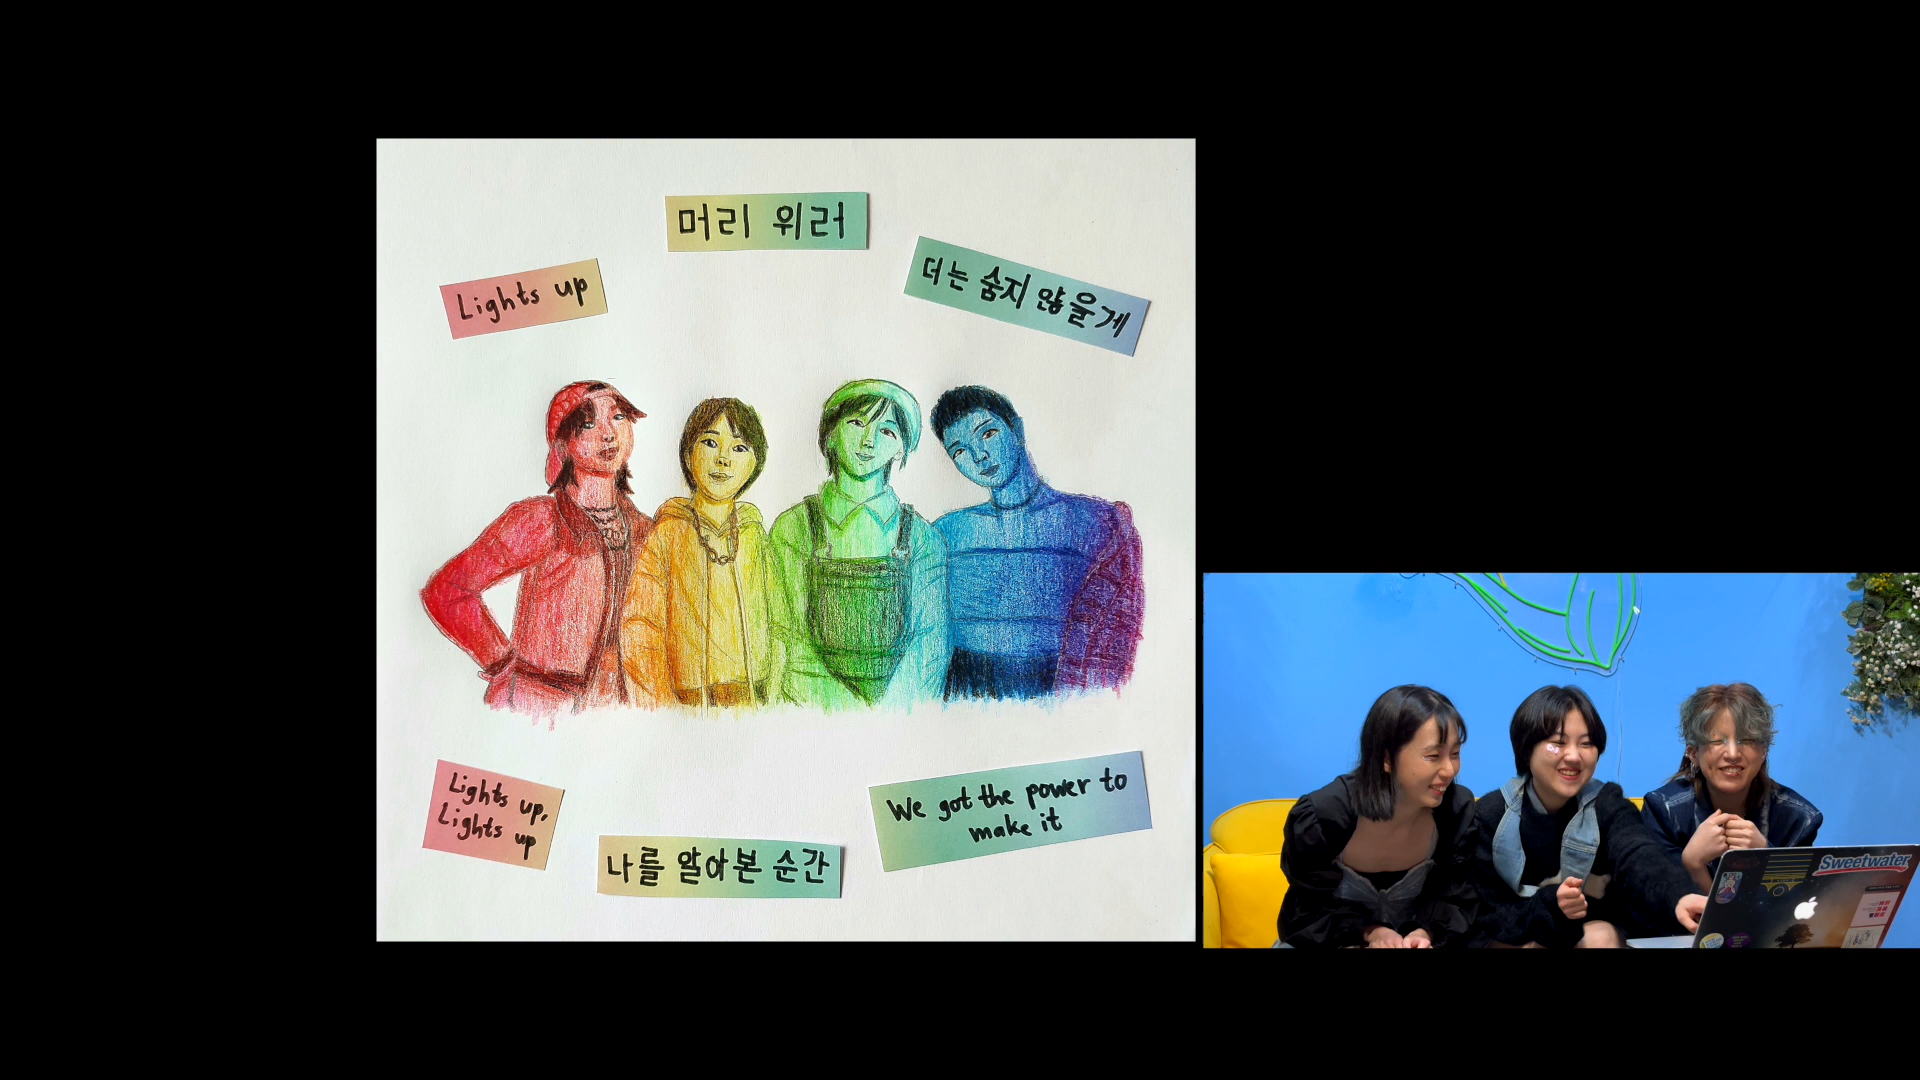 머리 위러
Lights up
더는 숨지 않을게
Lights up,
Lights up
나를 알아본 순간
We got the power to
make it
Sweetwater